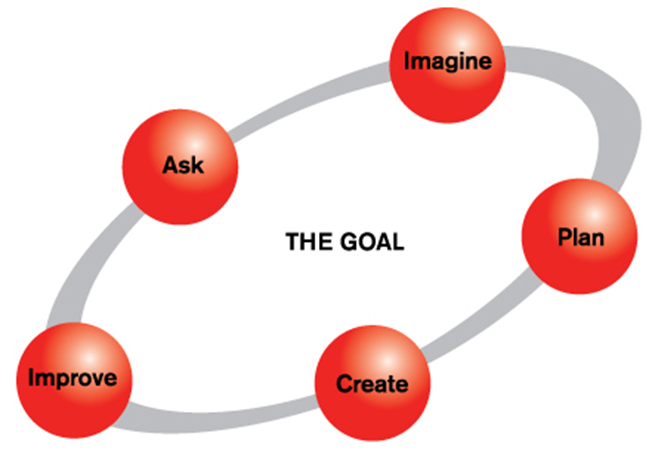 Imagine
Ask
Plan
THE GOAL
Improve
Create